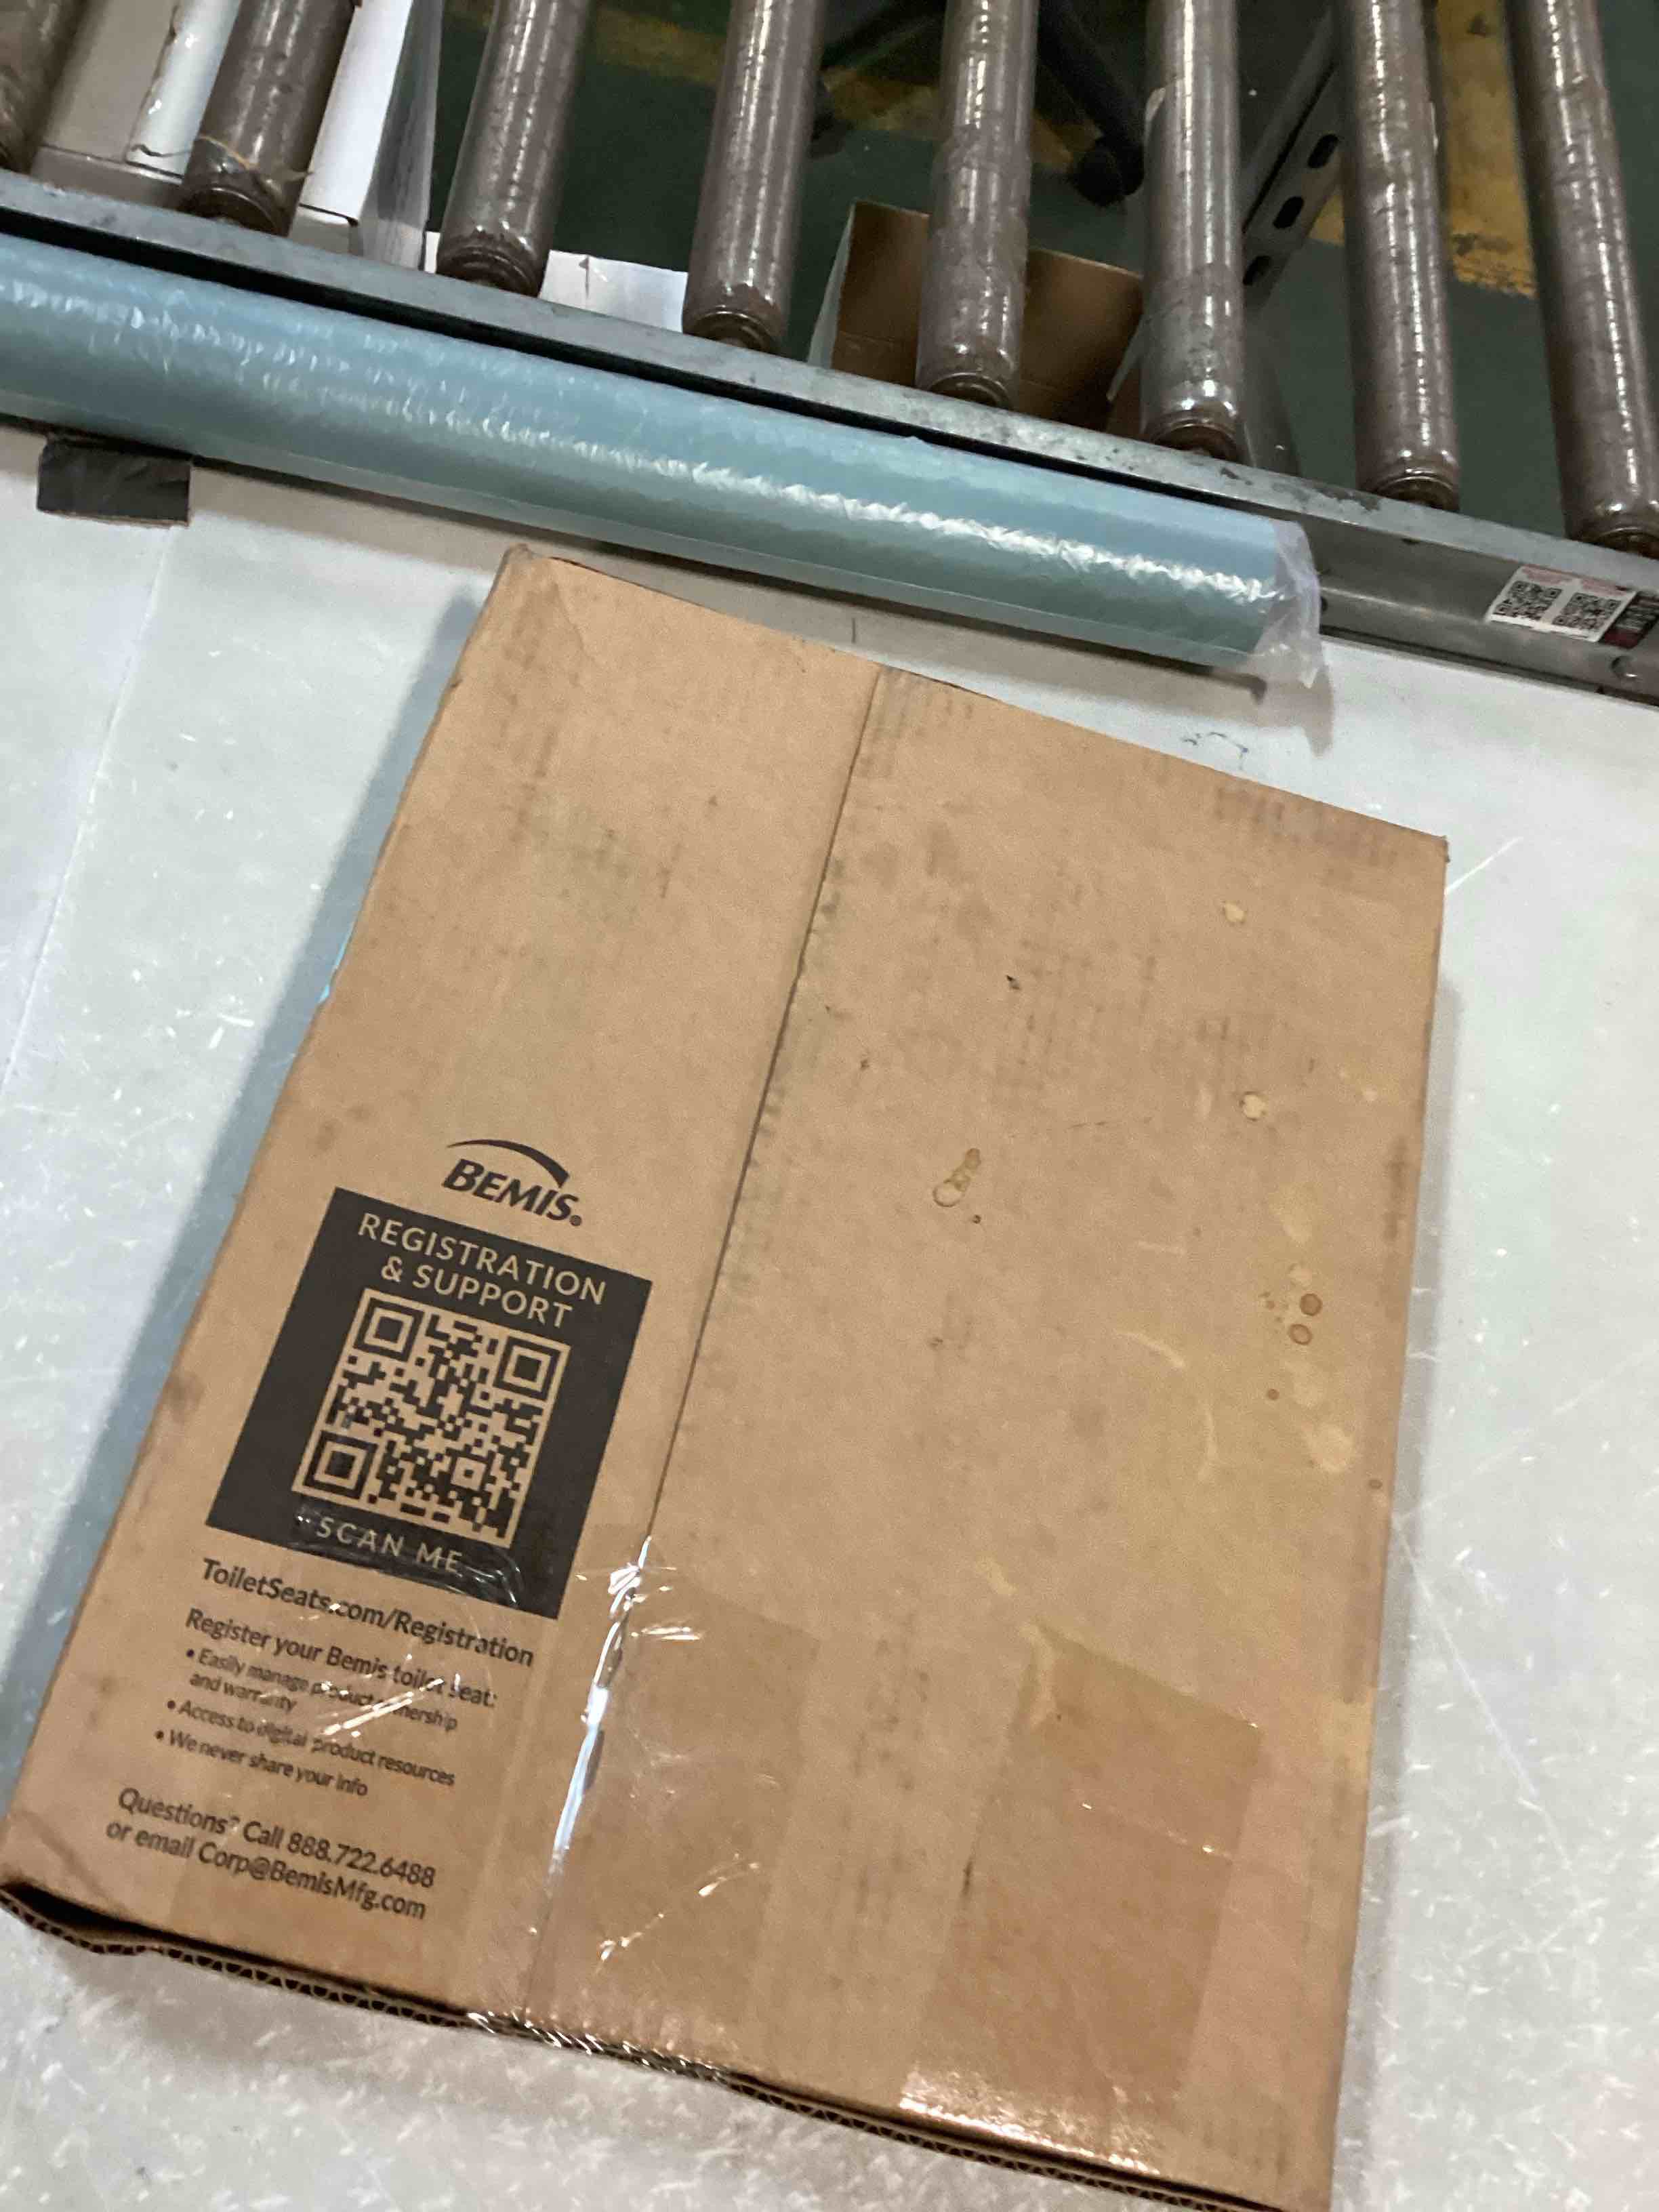 BEMIS®
REGISTRATION
& SUPPORT
SCAN ME
ToiletSeats.com/Registration
Register your Bemis toilet seat:
• Easily manage product ownership
and warranty
• Access to digital product resources
• We never share your info
Questions? Call 888.722.6488
or email Corp@BemisMfg.com